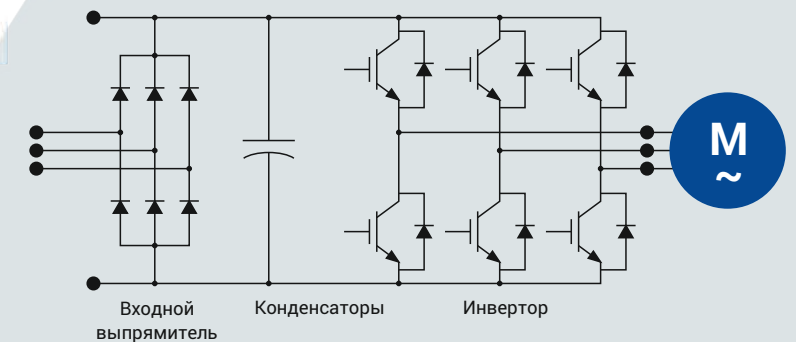 M
~
Входной
выпрямитель
Конденсаторы
Инвертор